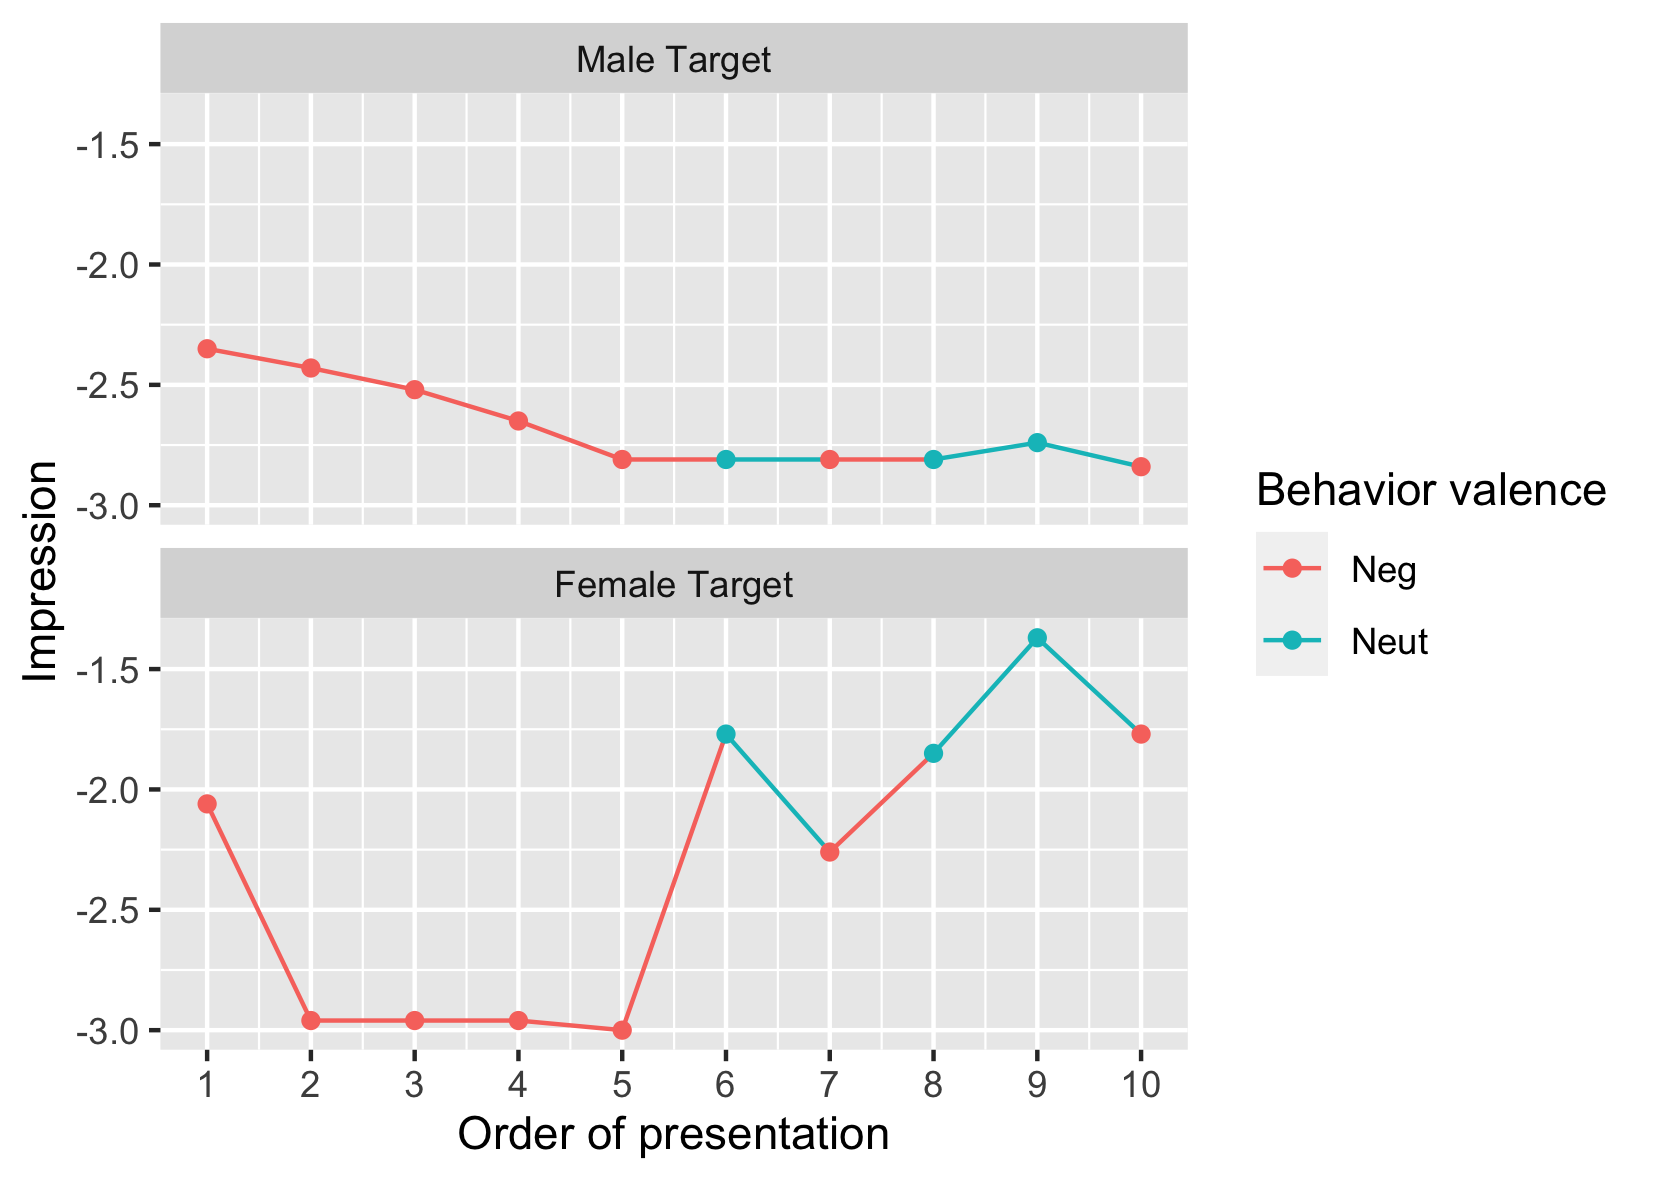 Male Target
-1.5
-2.0
-2.5
-3.0
Female Target
-1.5
-2.0
-2.5
-3.0
1 2 3 4 5 6 7 8 9 10
Order of presentation
Impression
Behavior valence
Neg
Neut